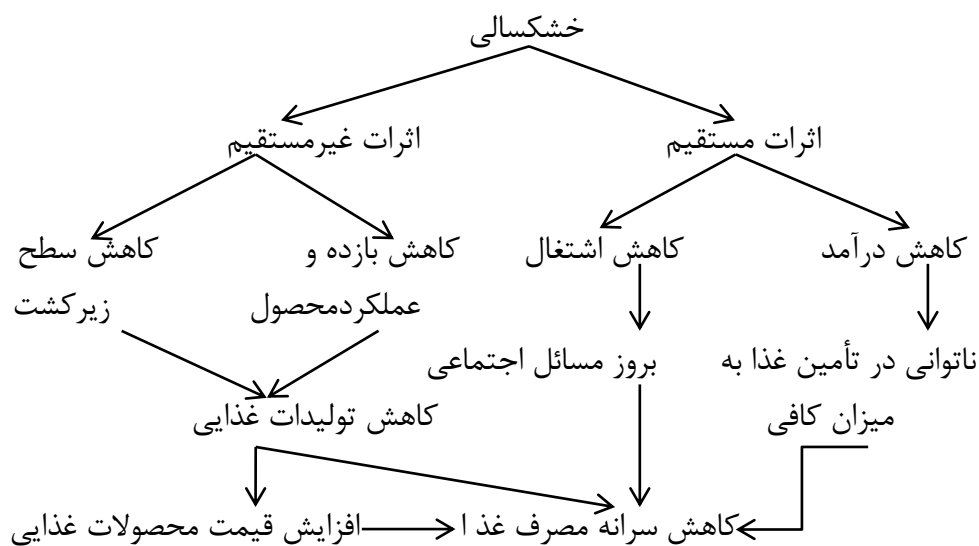 خشکسالی
اثرات مستقیم
اثرات غیرمستقیم
کاهش درآمد
کاهش اشتغال
کاهش بازده و
عملکردمحصول
کاهش سطح
زیرکشت
ناتوانی در تأمین غذا به
میزان کافی
بروز مسائل اجتماعی
کاهش تولیدات غذایی
کاهش سرانه مصرف غذ ا
افزایش قیمت محصولات غذایی